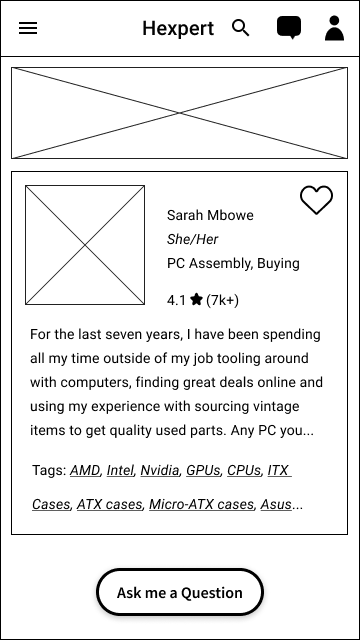 Hexpert
Sarah Mbowe
She/Her
PC Assembly, Buying
4.1 ★ (7k+)
For the last seven years, I have been spending
all my time outside of my job tooling around
with computers, finding great deals online and
using my experience with sourcing vintage
items to get quality used parts. Any PC you...
Tags: AMD, Intel, Nvidia, GPUs, CPUs, ITX
Cases, ATX cases, Micro-ATX cases, Asus...
Ask me a Question